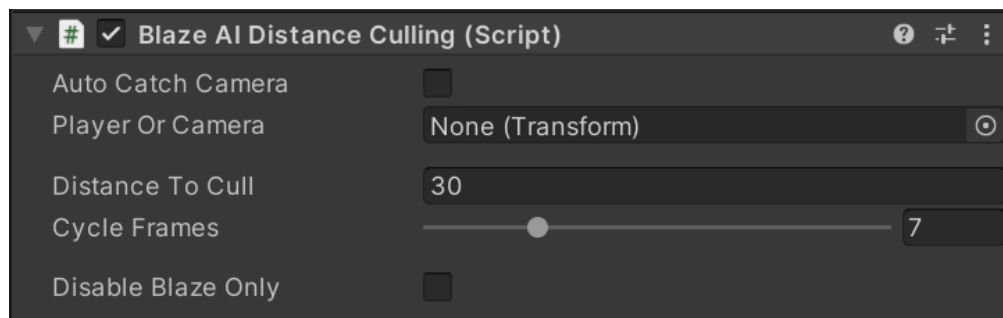 # Blaze AI Distance Culling (Script)
Auto Catch Camera
Player Or Camera None (Transform)
Distance To Cull 30
Cycle Frames 7
Disable Blaze Only